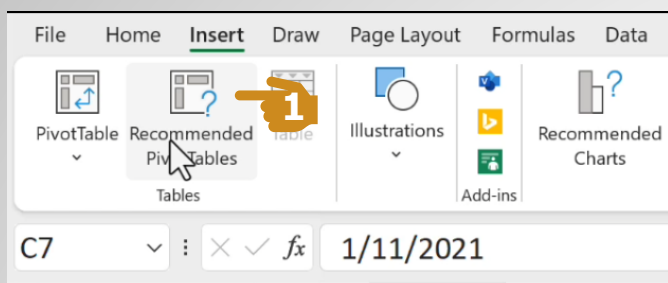 File Home Insert Draw Page Layout Formulas Data
PivotTable Recommended PivotTables Table Illustrations Recommended Charts
1
Tables Add-ins
C7 fx 1/11/2021